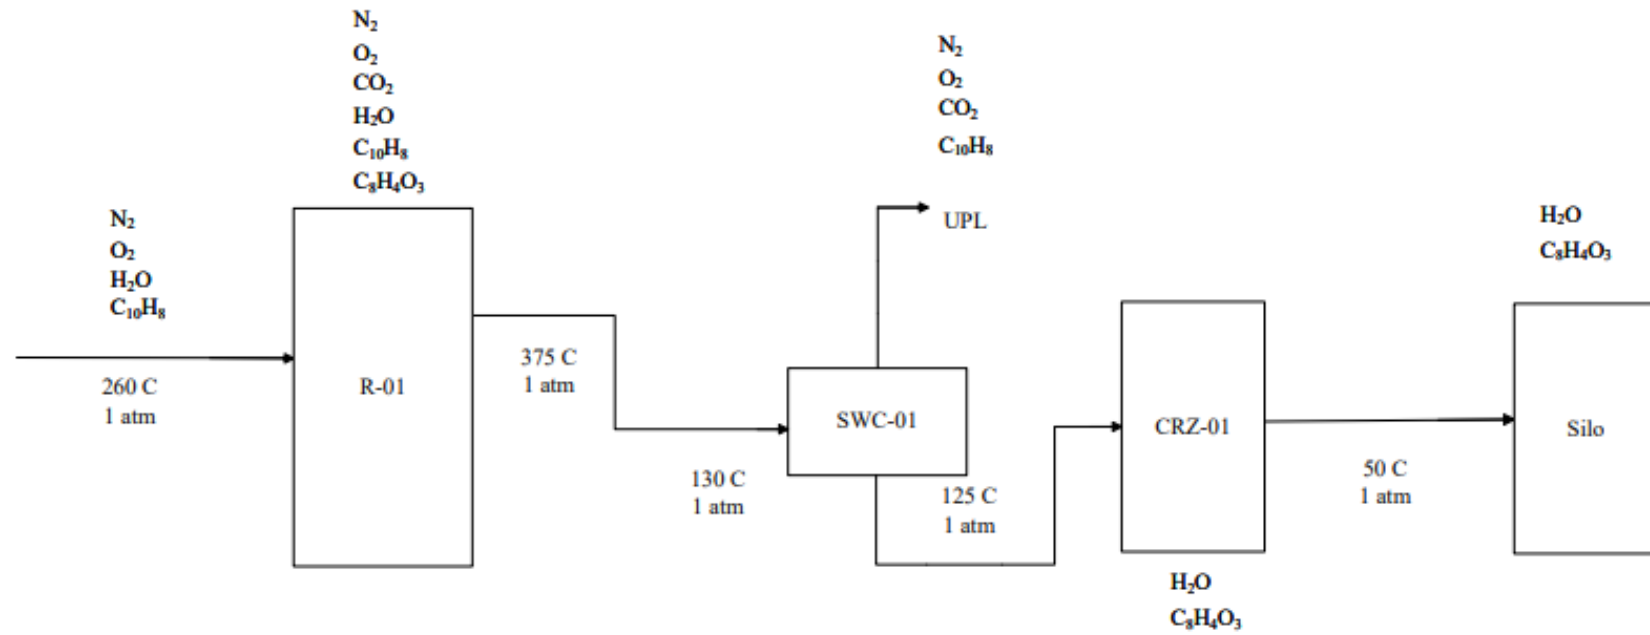 N₂
O₂
H₂O
C₁₀H₈
260 C
1 atm
N₂
O₂
CO₂
H₂O
C₁₀H₈
C₈H₄O₃
R-01
375 C
1 atm
130 C
1 atm
N₂
O₂
CO₂
C₁₀H₈
UPL
SWC-01
125 C
1 atm
CRZ-01
H₂O
C₈H₄O₃
50 C
1 atm
H₂O
C₈H₄O₃
Silo